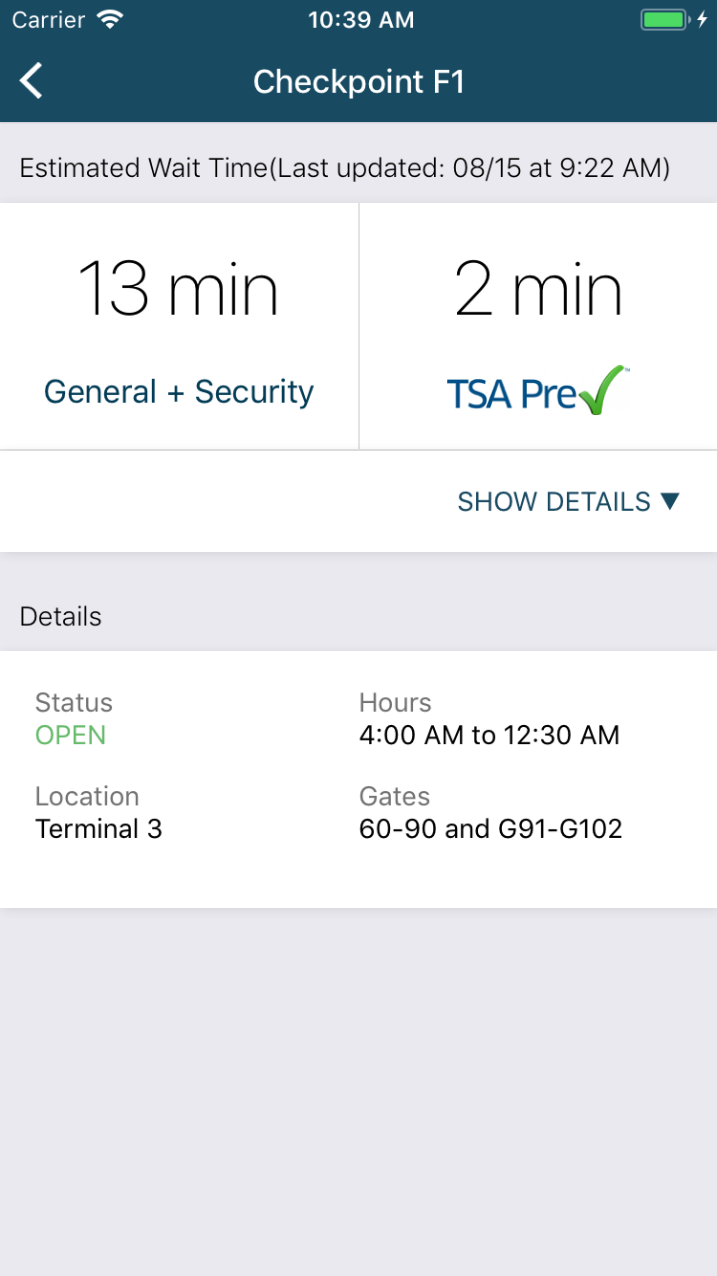 Carrier 10:39 AM
Checkpoint F1
Estimated Wait Time(Last updated: 08/15 at 9:22 AM)
13 min 2 min
General + Security TSA Pre✓™
SHOW DETAILS ▼
Details
Status Hours
OPEN 4:00 AM to 12:30 AM
Location Gates
Terminal 3 60-90 and G91-G102